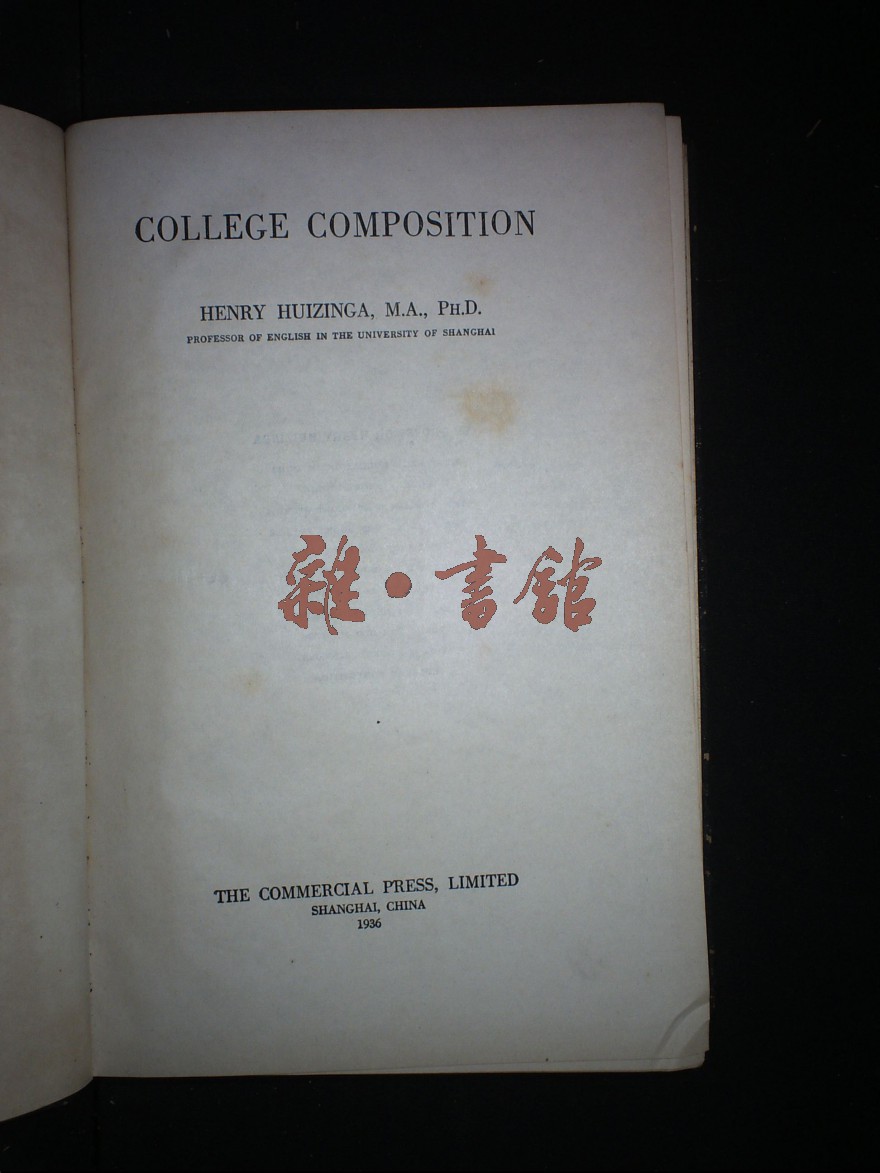 COLLEGE COMPOSITION
HENRY HUIZINGA, M.A., PH.D.
PROFESSOR OF ENGLISH IN THE UNIVERSITY OF SHANGHAI
雜·書舘
THE COMMERCIAL PRESS, LIMITED
SHANGHAI, CHINA
1936